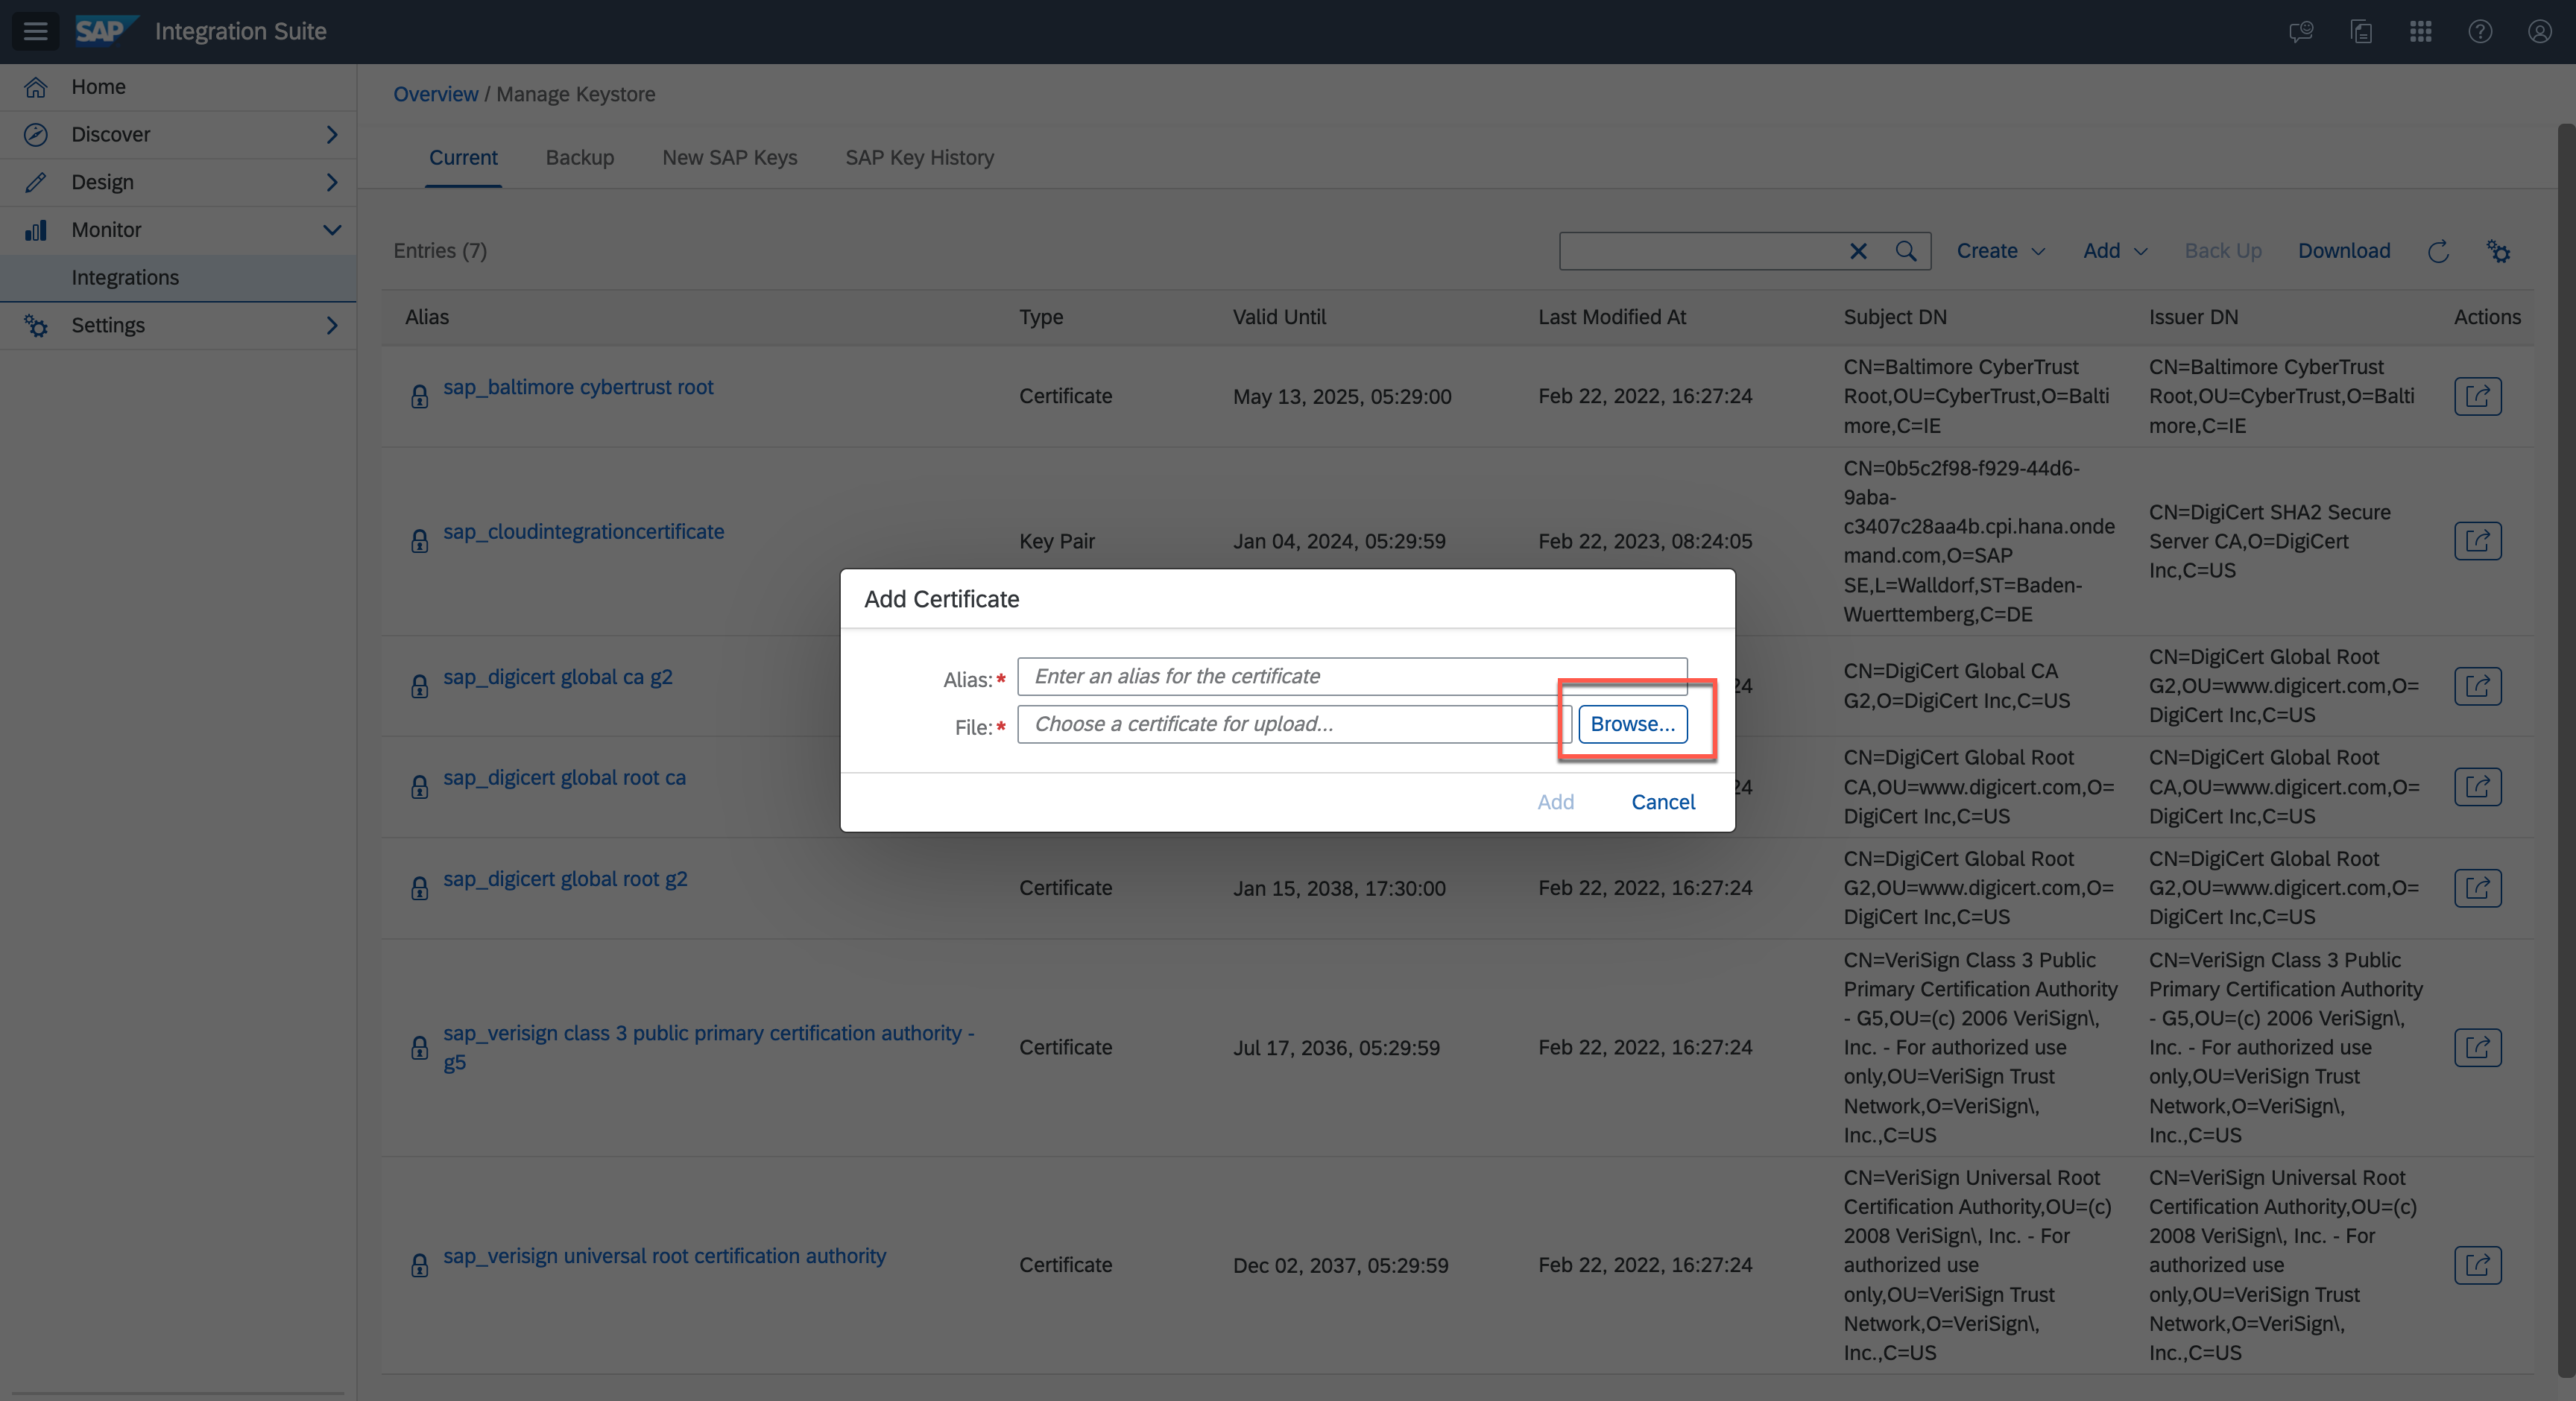 SAP Integration Suite
Home
Discover
Design
Monitor
Integrations
Settings
Overview / Manage Keystore
Current Backup New SAP Keys SAP Key History
Entries (7) Create Add Back Up Download
Alias Type Valid Until Last Modified At Subject DN Issuer DN Actions
sap_baltimore cybertrust root
Certificate May 13, 2025, 05:29:00 Feb 22, 2022, 16:27:24
CN=Baltimore CyberTrust
Root,OU=CyberTrust,O=Balti
more,C=IE
CN=Baltimore CyberTrust
Root,OU=CyberTrust,O=Balti
more,C=IE
sap_cloudintegrationcertificate
Key Pair Jan 04, 2024, 05:29:59 Feb 22, 2023, 08:24:05
CN=0b5c2f98-f929-44d6-
9aba-
c3407c28aa4b.cpi.hana.onde
mand.com,O=SAP
SE,L=Walldorf,ST=Baden-
Wuerttemberg,C=DE
CN=DigiCert SHA2 Secure
Server CA,O=DigiCert
Inc,C=US
sap_digicert global ca g2
24
CN=DigiCert Global CA
G2,O=DigiCert Inc,C=US
CN=DigiCert Global Root
G2,OU=www.digicert.com,O=
DigiCert Inc,C=US
sap_digicert global root ca
24
CN=DigiCert Global Root
CA,OU=www.digicert.com,O=
DigiCert Inc,C=US
CN=DigiCert Global Root
CA,OU=www.digicert.com,O=
DigiCert Inc,C=US
sap_digicert global root g2
Certificate Jan 15, 2038, 17:30:00 Feb 22, 2022, 16:27:24
CN=DigiCert Global Root
G2,OU=www.digicert.com,O=
DigiCert Inc,C=US
CN=DigiCert Global Root
G2,OU=www.digicert.com,O=
DigiCert Inc,C=US
sap_verisign class 3 public primary certification authority -
g5
Certificate Jul 17, 2036, 05:29:59 Feb 22, 2022, 16:27:24
CN=VeriSign Class 3 Public
Primary Certification Authority
- G5,OU=(c) 2006 VeriSign\,
Inc. - For authorized use
only,OU=VeriSign Trust
Network,O=VeriSign\,
Inc.,C=US
CN=VeriSign Class 3 Public
Primary Certification Authority
- G5,OU=(c) 2006 VeriSign\,
Inc. - For authorized use
only,OU=VeriSign Trust
Network,O=VeriSign\,
Inc.,C=US
sap_verisign universal root certification authority
Certificate Dec 02, 2037, 05:29:59 Feb 22, 2022, 16:27:24
CN=VeriSign Universal Root
Certification Authority,OU=(c)
2008 VeriSign\, Inc. - For
authorized use
only,OU=VeriSign Trust
Network,O=VeriSign\,
Inc.,C=US
CN=VeriSign Universal Root
Certification Authority,OU=(c)
2008 VeriSign\, Inc. - For
authorized use
only,OU=VeriSign Trust
Network,O=VeriSign\,
Inc.,C=US
Add Certificate
Alias:* Enter an alias for the certificate
File:* Choose a certificate for upload... Browse...
Add Cancel